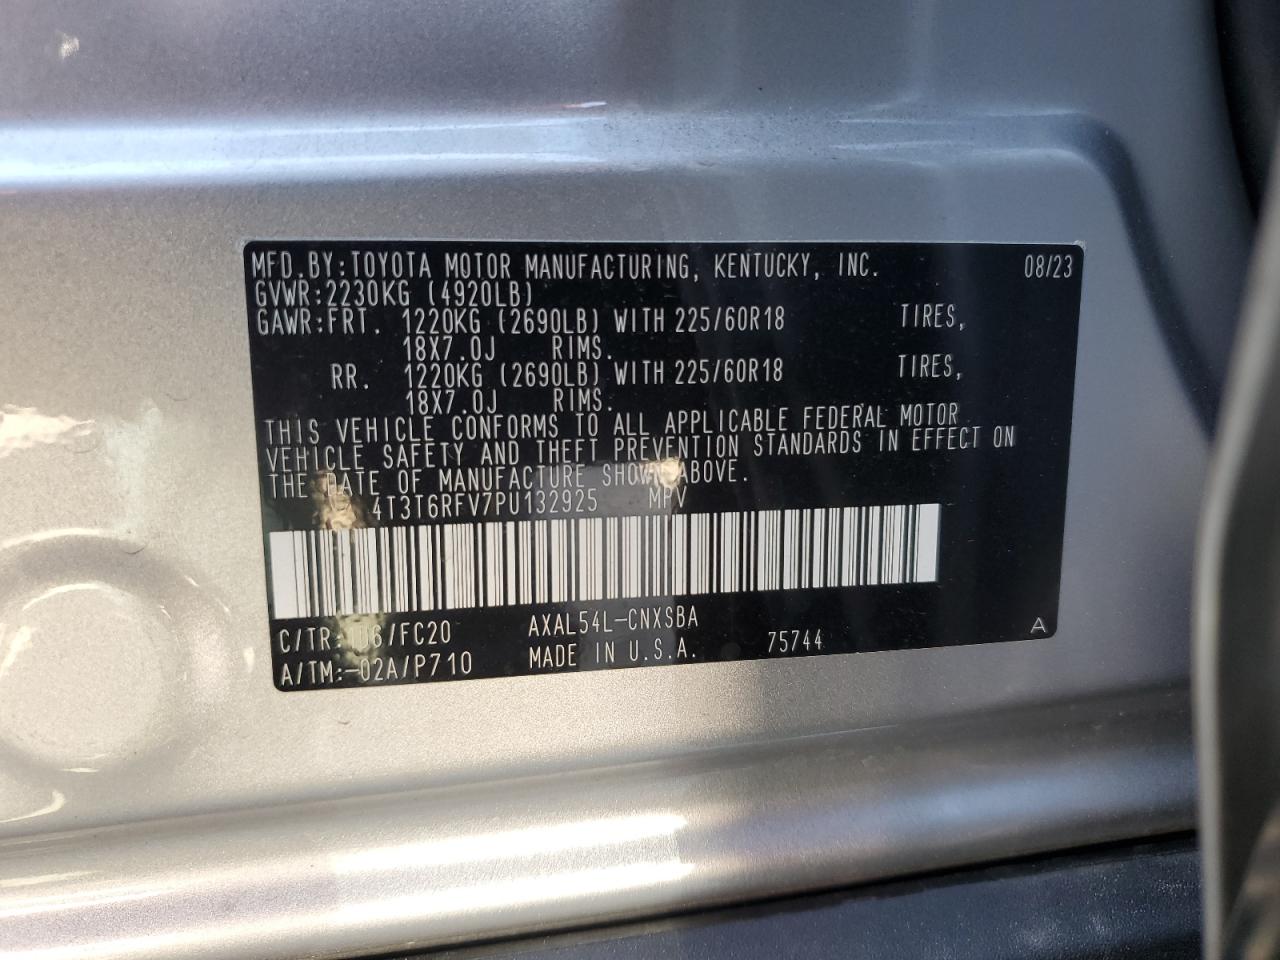 MFD.BY:TOYOTA MOTOR MANUFACTURING, KENTUCKY, INC. 08/23
GVWR:2230KG (4920LB)
GAWR:FRT. 1220KG (2690LB) WITH 225/60R18 TIRES,
18X7.0J RIMS.
RR. 1220KG (2690LB) WITH 225/60R18 TIRES,
18X7.0J RIMS.
THIS VEHICLE CONFORMS TO ALL APPLICABLE FEDERAL MOTOR
VEHICLE SAFETY AND THEFT PREVENTION STANDARDS IN EFFECT ON
THE DATE OF MANUFACTURE SHOWN ABOVE.
4T3T6RFV7PU132925 MPV
C/TR: 1J6/FC20 AXAL54L-CNXSBA
A/TM:-02A/P710 MADE IN U.S.A. 75744 A